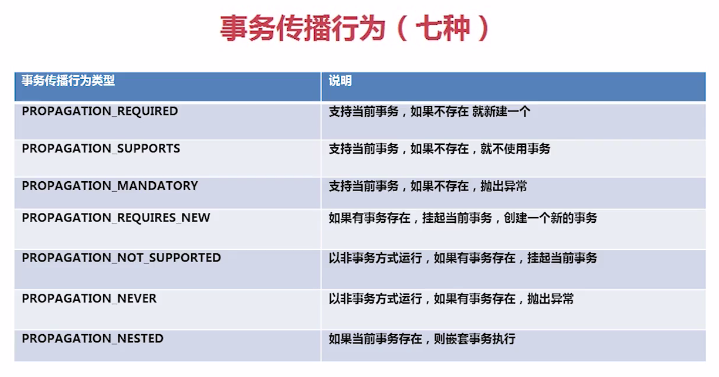 事务传播行为（七种）
事务传播行为类型 说明
PROPAGATION_REQUIRED 支持当前事务，如果不存在 就新建一个
PROPAGATION_SUPPORTS 支持当前事务，如果不存在，就不使用事务
PROPAGATION_MANDATORY 支持当前事务，如果不存在，抛出异常
PROPAGATION_REQUIRES_NEW 如果有事务存在，挂起当前事务，创建一个新的事务
PROPAGATION_NOT_SUPPORTED 以非事务方式运行，如果有事务存在，挂起当前事务
PROPAGATION_NEVER 以非事务方式运行，如果有事务存在，抛出异常
PROPAGATION_NESTED 如果当前事务存在，则嵌套事务执行